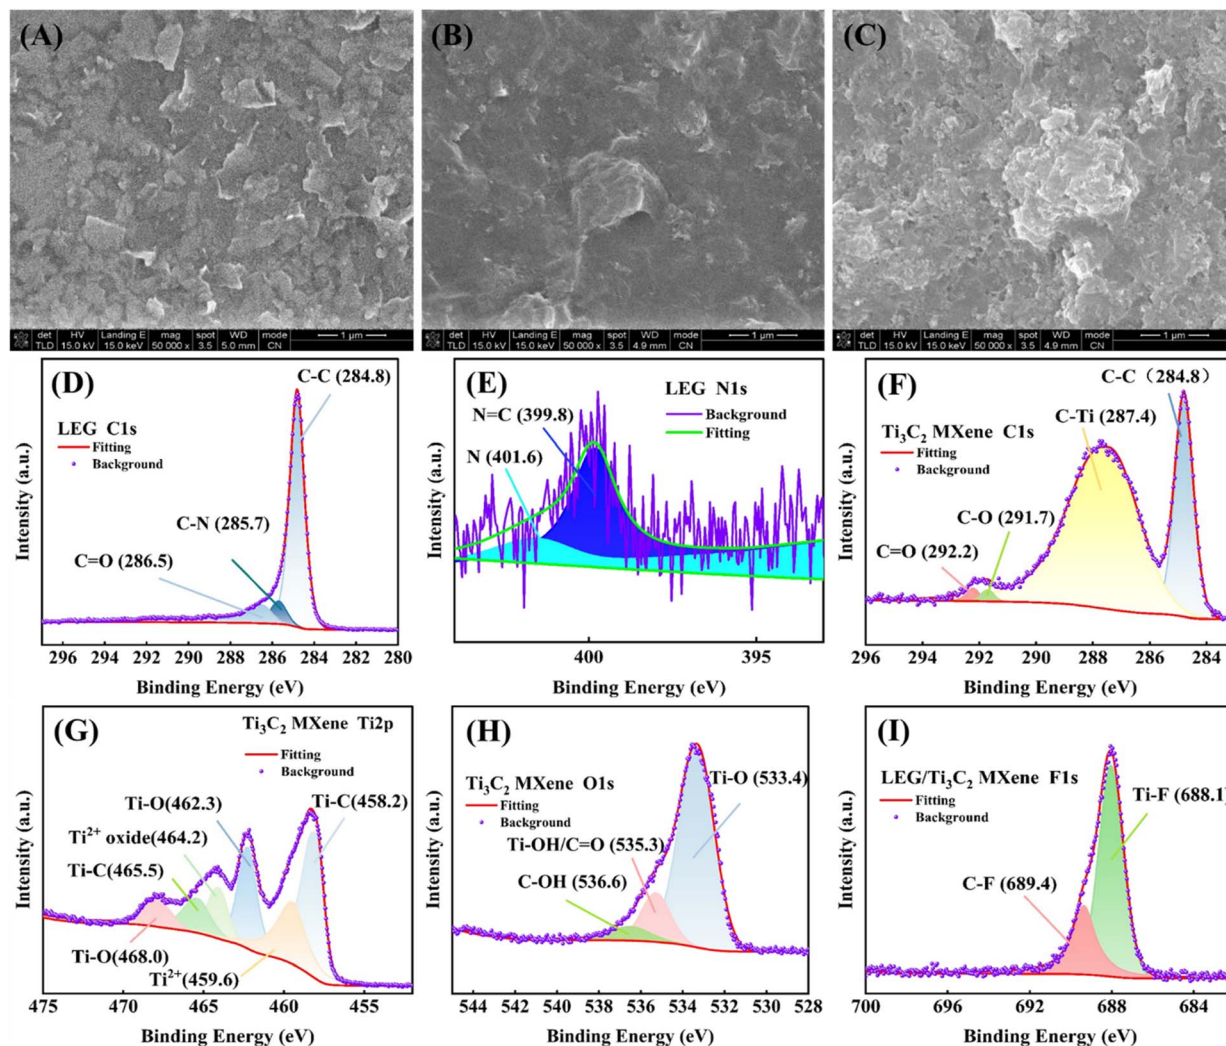 (A)
det HV Landing E mag spot WD mode
TLD 15.0 kV 15.0 keV 50 000 x 3.5 5.0 mm CN 1 µm
(B)
det HV Landing E mag spot WD mode
TLD 15.0 kV 15.0 keV 50 000 x 3.5 4.9 mm CN 1 µm
(C)
det HV Landing E mag spot WD mode
TLD 15.0 kV 15.0 keV 50 000 x 3.5 4.9 mm CN 1 µm
(D)
C-C (284.8)
LEG C1s
Fitting
Background
C-N (285.7)
C=O (286.5)
Intensity (a.u.)
296 294 292 290 288 286 284 282 280
Binding Energy (eV)
(E)
LEG N1s
N=C (399.8)
Background
Fitting
N (401.6)
Intensity (a.u.)
400 395
Binding Energy (eV)
(F)
C-C (284.8)
C-Ti (287.4)
Ti₃C₂ MXene C1s
Fitting
Background
C-O (291.7)
C=O (292.2)
Intensity (a.u.)
296 294 292 290 288 286 284
Binding Energy (eV)
(G)
Ti₃C₂ MXene Ti2p
Fitting
Background
Ti-O(462.3)
Ti-C(458.2)
Ti²⁺ oxide(464.2)
Ti-C(465.5)
Ti-O(468.0)
Ti²⁺(459.6)
Intensity (a.u.)
475 470 465 460 455
Binding Energy (eV)
(H)
Ti₃C₂ MXene O1s
Ti-O (533.4)
Fitting
Background
Ti-OH/C=O (535.3)
C-OH (536.6)
Intensity (a.u.)
546 544 542 540 538 536 534 532 530 528
Binding Energy (eV)
(I)
LEG/Ti₃C₂ MXene F1s
Fitting
Background
Ti-F (688.1)
C-F (689.4)
Intensity (a.u.)
700 696 692 688 684
Binding Energy (eV)